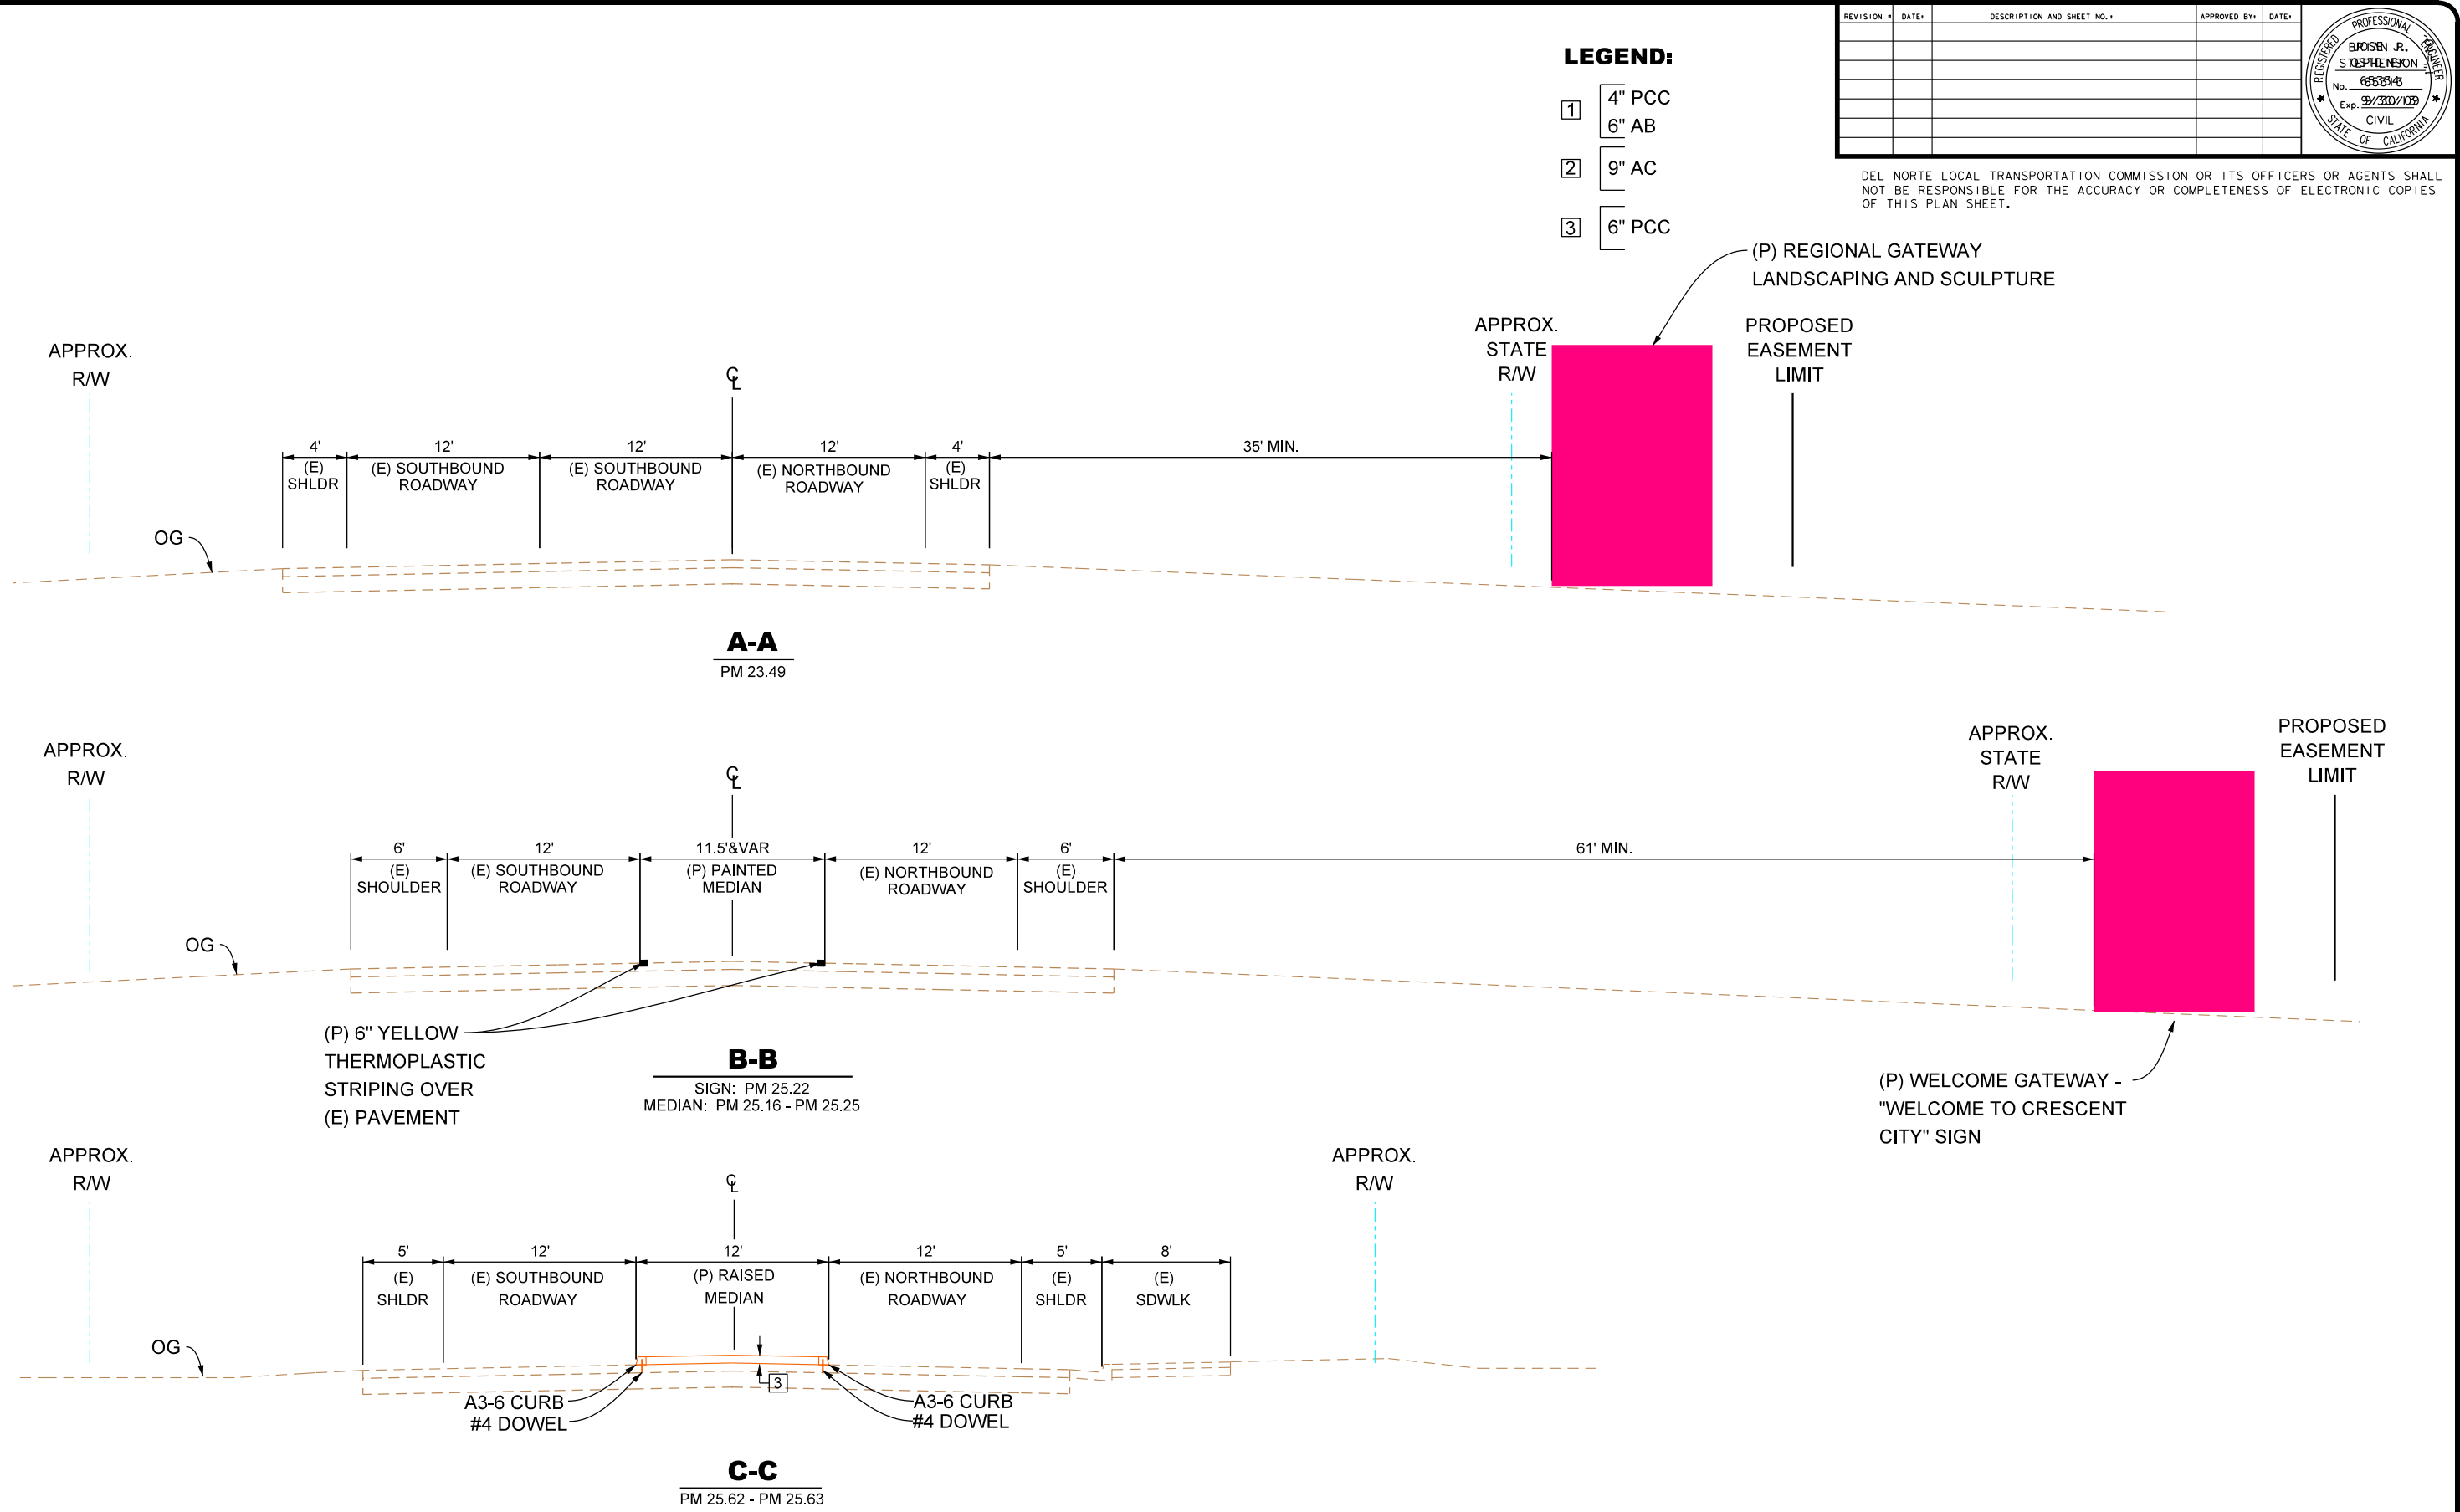 REVISION # DATE: DESCRIPTION AND SHEET NO.: APPROVED BY: DATE:
REGISTERED PROFESSIONAL ENGINEER
No.
Exp.
CIVIL
STATE OF CALIFORNIA
DEL NORTE LOCAL TRANSPORTATION COMMISSION OR ITS OFFICERS OR AGENTS SHALL
NOT BE RESPONSIBLE FOR THE ACCURACY OR COMPLETENESS OF ELECTRONIC COPIES
OF THIS PLAN SHEET.
LEGEND:
1 4" PCC
6" AB
2 9" AC
3 6" PCC
(P) REGIONAL GATEWAY
LANDSCAPING AND SCULPTURE
APPROX.
R/W
℄
APPROX.
STATE
R/W
PROPOSED
EASEMENT
LIMIT
4' 12' 12' 12' 4' 35' MIN.
(E)
SHLDR
(E) SOUTHBOUND
ROADWAY
(E) SOUTHBOUND
ROADWAY
(E) NORTHBOUND
ROADWAY
(E)
SHLDR
OG
A-A
PM 23.49
APPROX.
R/W
℄
APPROX.
STATE
R/W
PROPOSED
EASEMENT
LIMIT
6' 12' 11.5'&VAR 12' 6' 61' MIN.
(E)
SHOULDER
(E) SOUTHBOUND
ROADWAY
(P) PAINTED
MEDIAN
(E) NORTHBOUND
ROADWAY
(E)
SHOULDER
OG
(P) 6" YELLOW
THERMOPLASTIC
STRIPING OVER
(E) PAVEMENT
B-B
SIGN: PM 25.22
MEDIAN: PM 25.16 - PM 25.25
(P) WELCOME GATEWAY -
"WELCOME TO CRESCENT
CITY" SIGN
APPROX.
R/W
℄
APPROX.
R/W
5' 12' 12' 12' 5' 8'
(E)
SHLDR
(E) SOUTHBOUND
ROADWAY
(P) RAISED
MEDIAN
(E) NORTHBOUND
ROADWAY
(E)
SHLDR
(E)
SDWLK
OG
3
A3-6 CURB
#4 DOWEL
A3-6 CURB
#4 DOWEL
C-C
PM 25.62 - PM 25.63